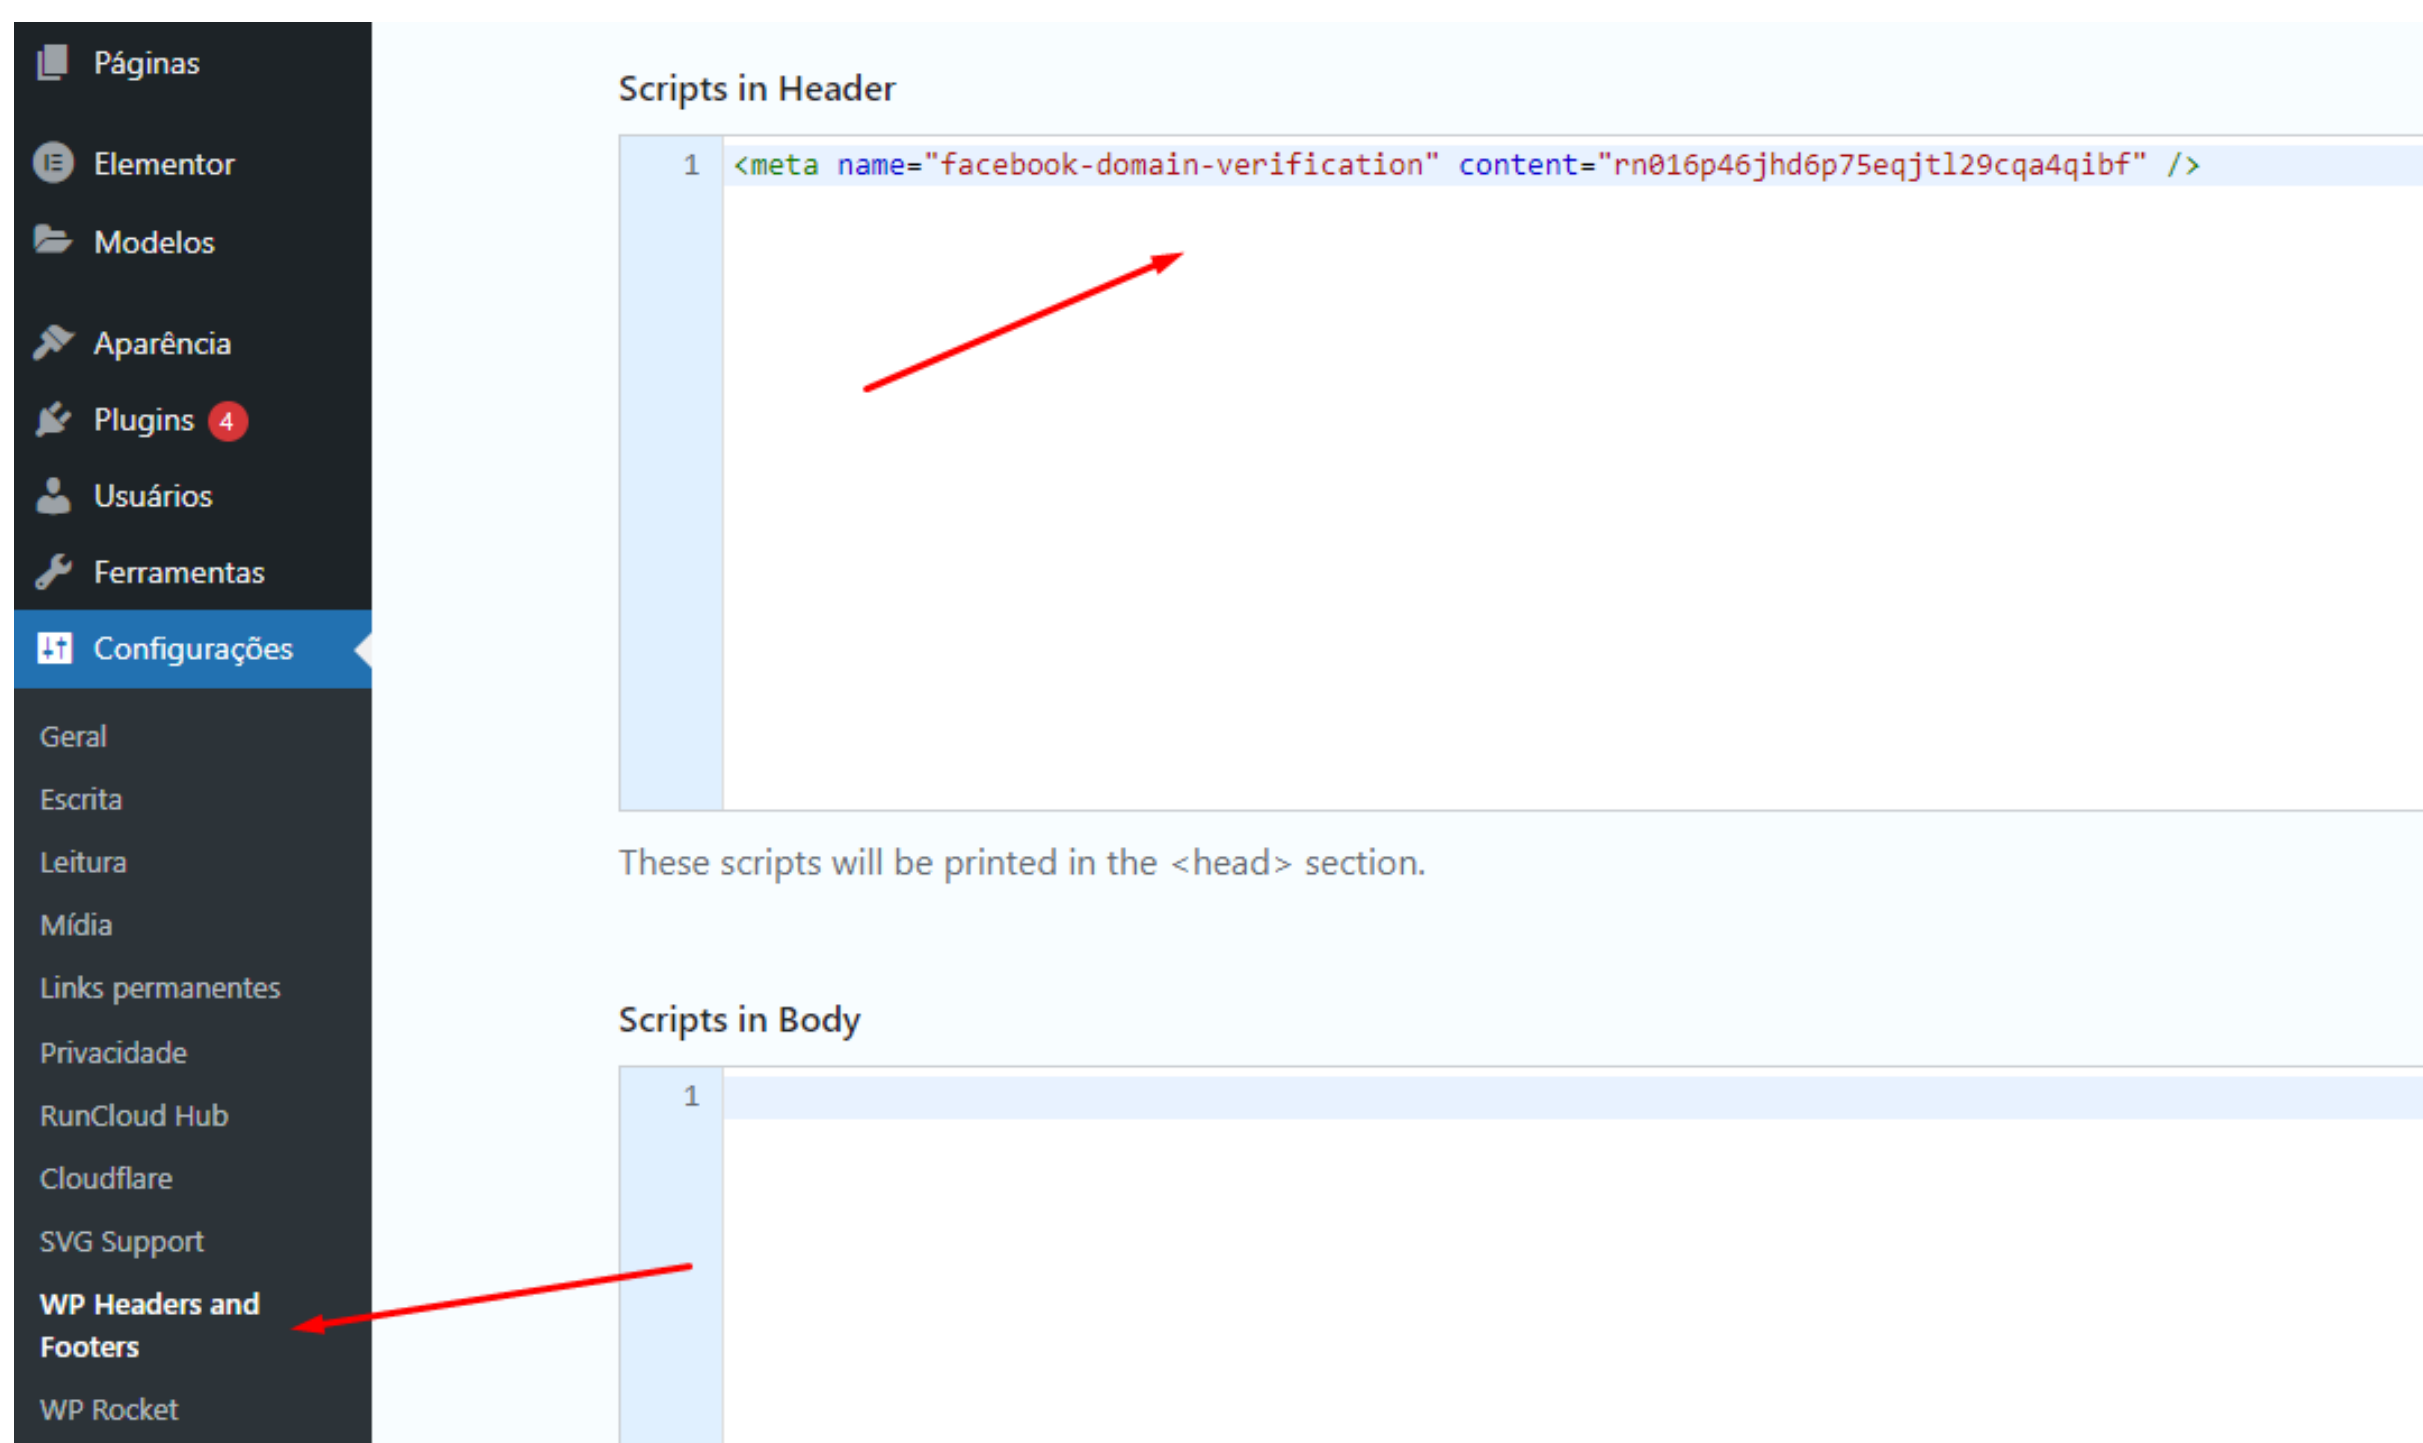 Páginas
Elementor
Modelos
Aparência
Plugins 4
Usuários
Ferramentas
Configurações
Geral
Escrita
Leitura
Mídia
Links permanentes
Privacidade
RunCloud Hub
Cloudflare
SVG Support
WP Headers and
Footers
WP Rocket
Scripts in Header
1 <meta name="facebook-domain-verification" content="rn016p46jhd6p75eqjtl29cqa4qibf" />
These scripts will be printed in the <head> section.
Scripts in Body
1